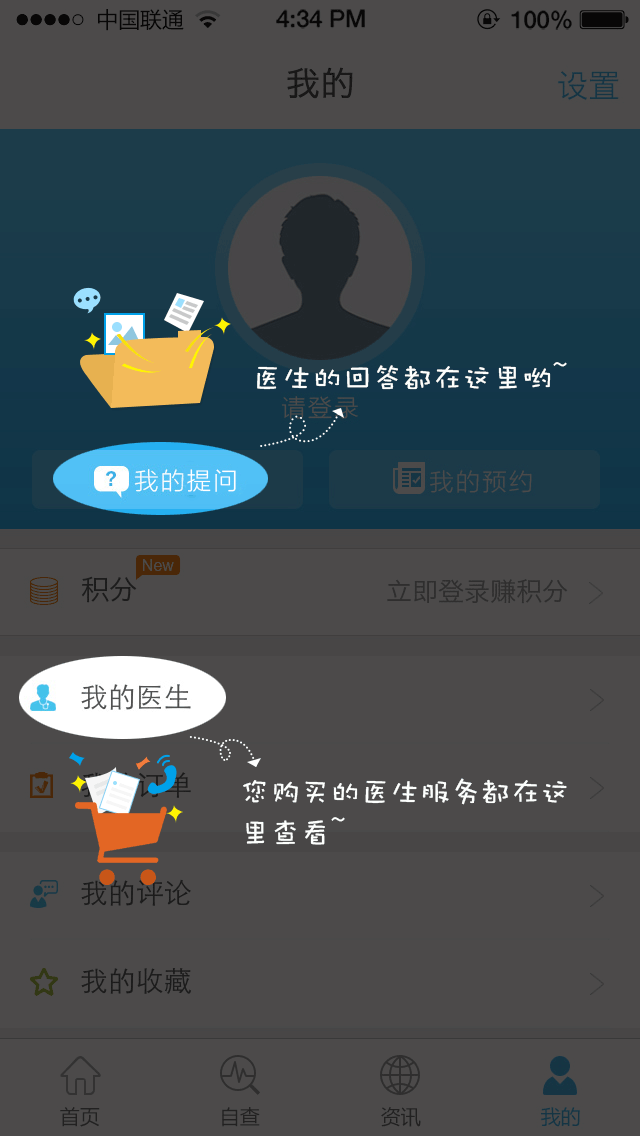 中国联通 4:34 PM 100%
我的 设置
医生的回答都在这里哟~
请登录
我的提问 我的预约
New
积分 立即登录赚积分
我的医生
我的订单
您购买的医生服务都在这
里查看~
我的评论
我的收藏
首页 自查 资讯 我的